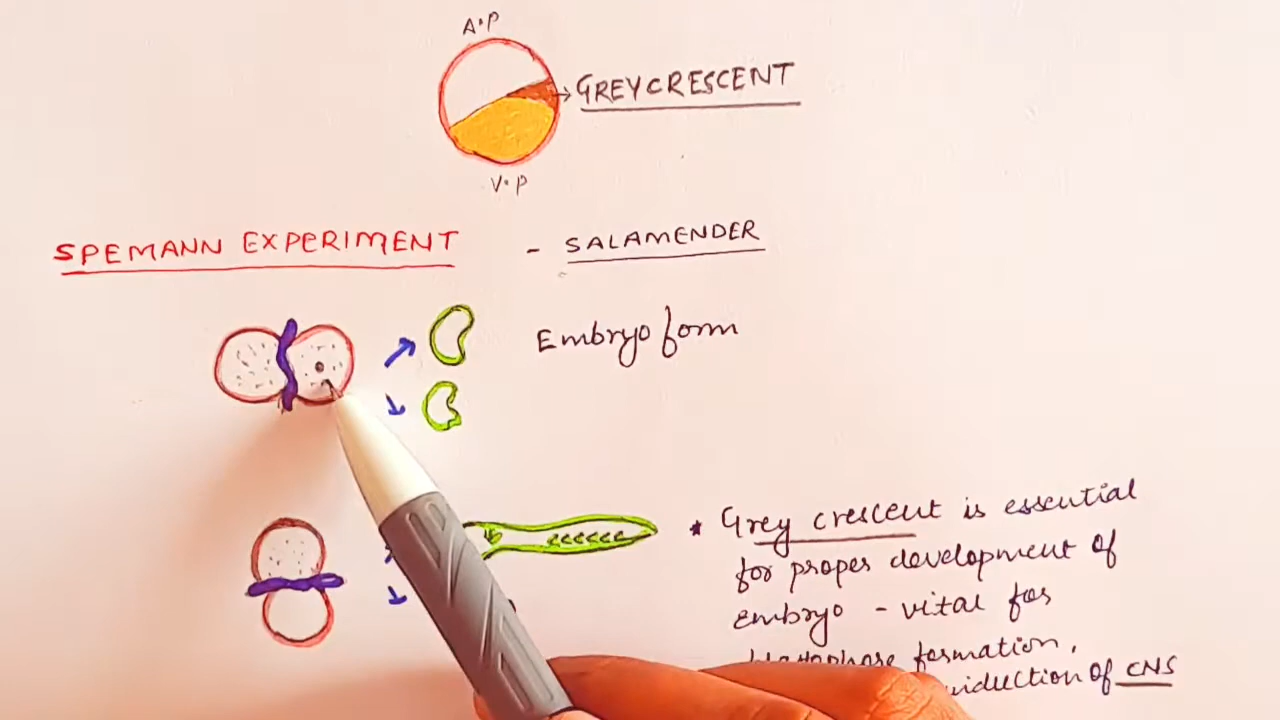 A.P
GREYCRESCENT
V.P
SPEMANN EXPERIMENT - SALAMENDER
Embryo form
* Grey crescent is essential
for proper development of
embryo - vital for
formation,
induction of CNS